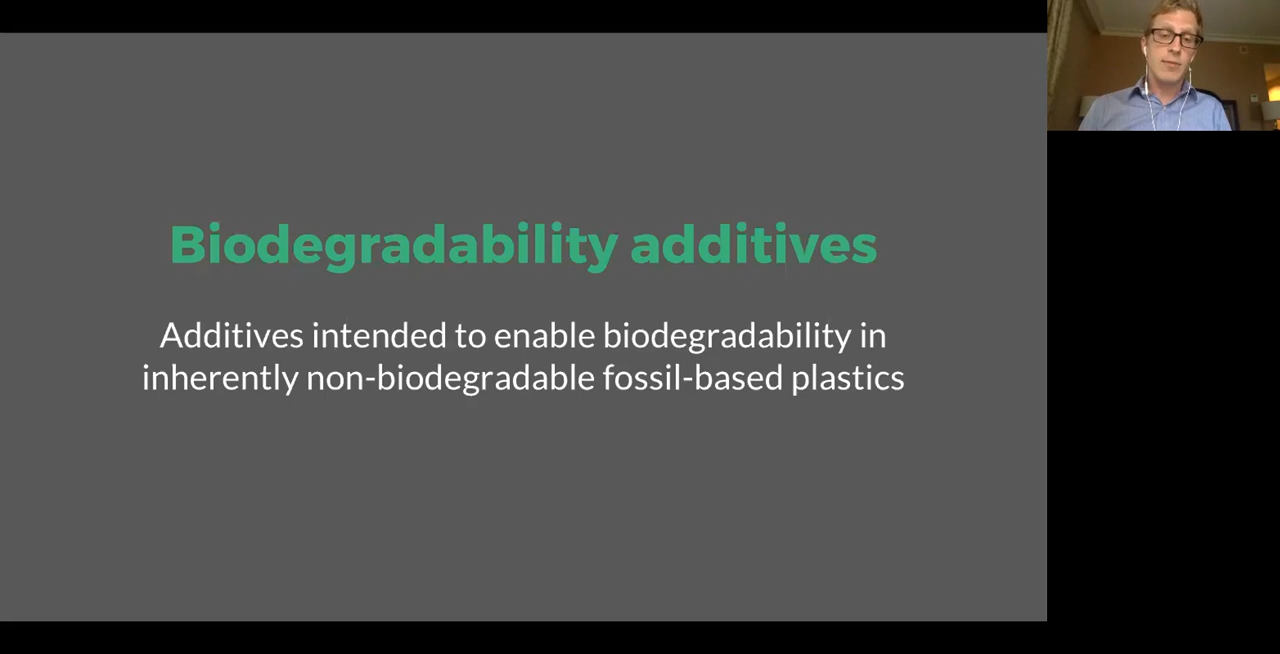 Biodegradability additives
Additives intended to enable biodegradability in
inherently non-biodegradable fossil-based plastics